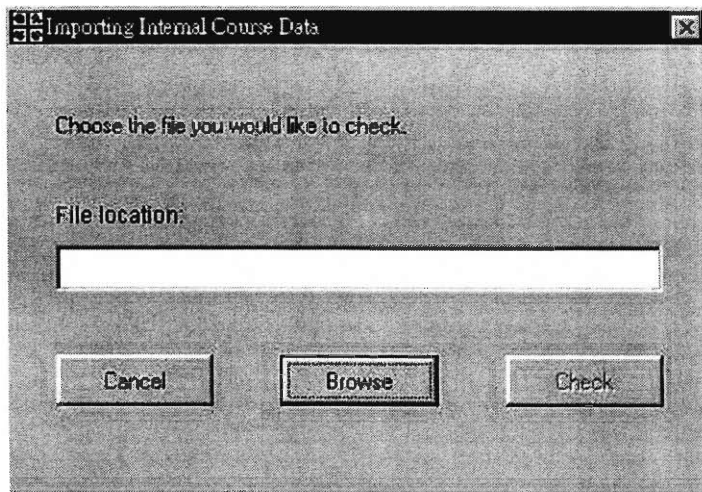 Importing Internal Course Data
Choose the file you would like to check.
File location:
Cancel
Browse
Check